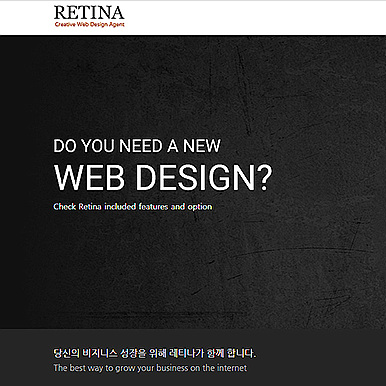 RETINA
Creative Web Design Agent
DO YOU NEED A NEW
WEB DESIGN?
Check Retina included features and option
당신의 비지니스 성장을 위해 레티나가 함께 합니다.
The best way to grow your business on the internet